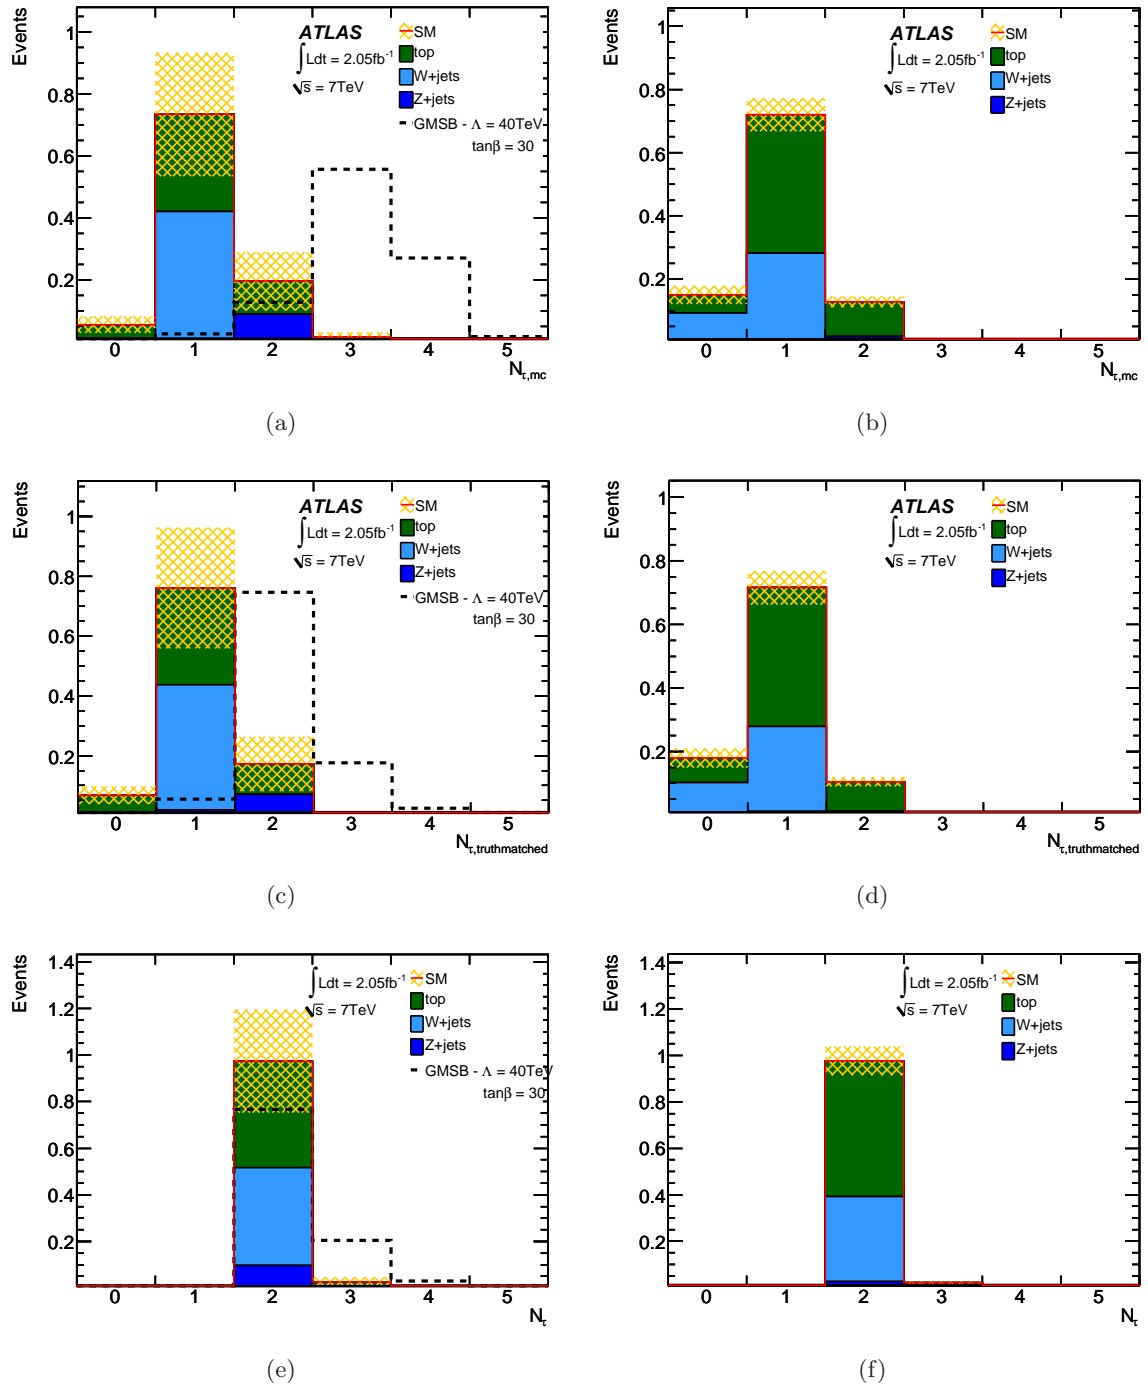 Events
1
0.8
0.6
0.4
0.2
0 1 2 3 4 5
N_τ,mc
ATLAS
∫Ldt = 2.05fb⁻¹
√s = 7TeV
SM
top
W+jets
Z+jets
GMSB - Λ = 40TeV
tanβ = 30
(a)
Events
1
0.8
0.6
0.4
0.2
0 1 2 3 4 5
N_τ,mc
ATLAS
∫Ldt = 2.05fb⁻¹
√s = 7TeV
SM
top
W+jets
Z+jets
(b)
Events
1
0.8
0.6
0.4
0.2
0 1 2 3 4 5
N_τ,truthmatched
ATLAS
∫Ldt = 2.05fb⁻¹
√s = 7TeV
SM
top
W+jets
Z+jets
GMSB - Λ = 40TeV
tanβ = 30
(c)
Events
1
0.8
0.6
0.4
0.2
0 1 2 3 4 5
N_τ,truthmatched
ATLAS
∫Ldt = 2.05fb⁻¹
√s = 7TeV
SM
top
W+jets
Z+jets
(d)
Events
1.4
1.2
1
0.8
0.6
0.4
0.2
0 1 2 3 4 5
N_τ
∫Ldt = 2.05fb⁻¹
√s = 7TeV
SM
top
W+jets
Z+jets
GMSB - Λ = 40TeV
tanβ = 30
(e)
Events
1.4
1.2
1
0.8
0.6
0.4
0.2
0 1 2 3 4 5
N_τ
∫Ldt = 2.05fb⁻¹
√s = 7TeV
SM
top
W+jets
Z+jets
(f)